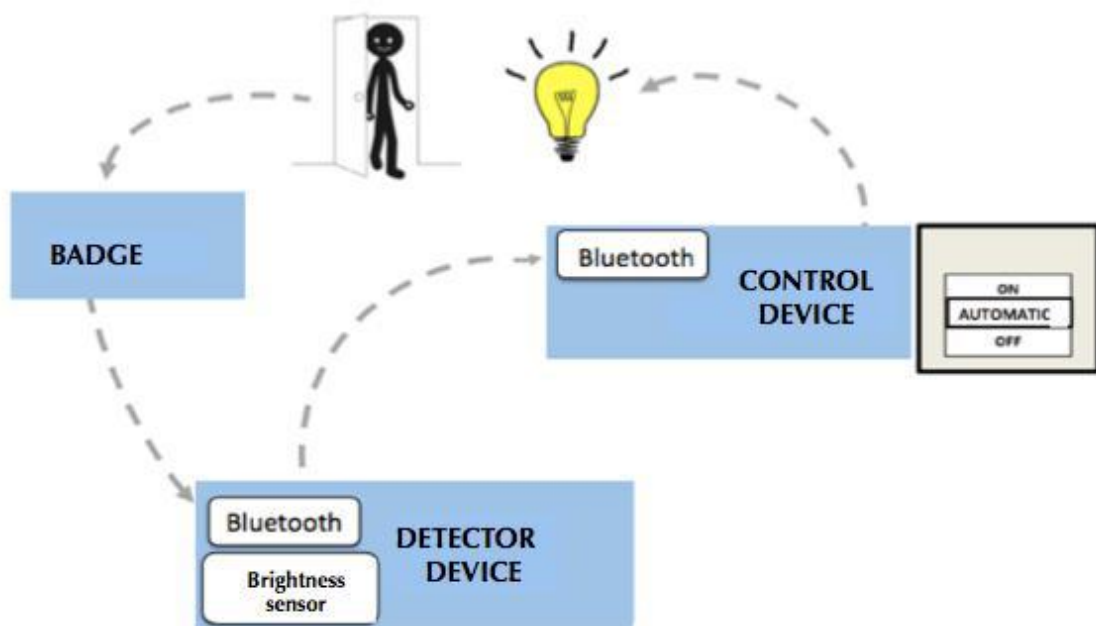 BADGE
Bluetooth
CONTROL
DEVICE
ON
AUTOMATIC
OFF
Bluetooth
DETECTOR
DEVICE
Brightness
sensor